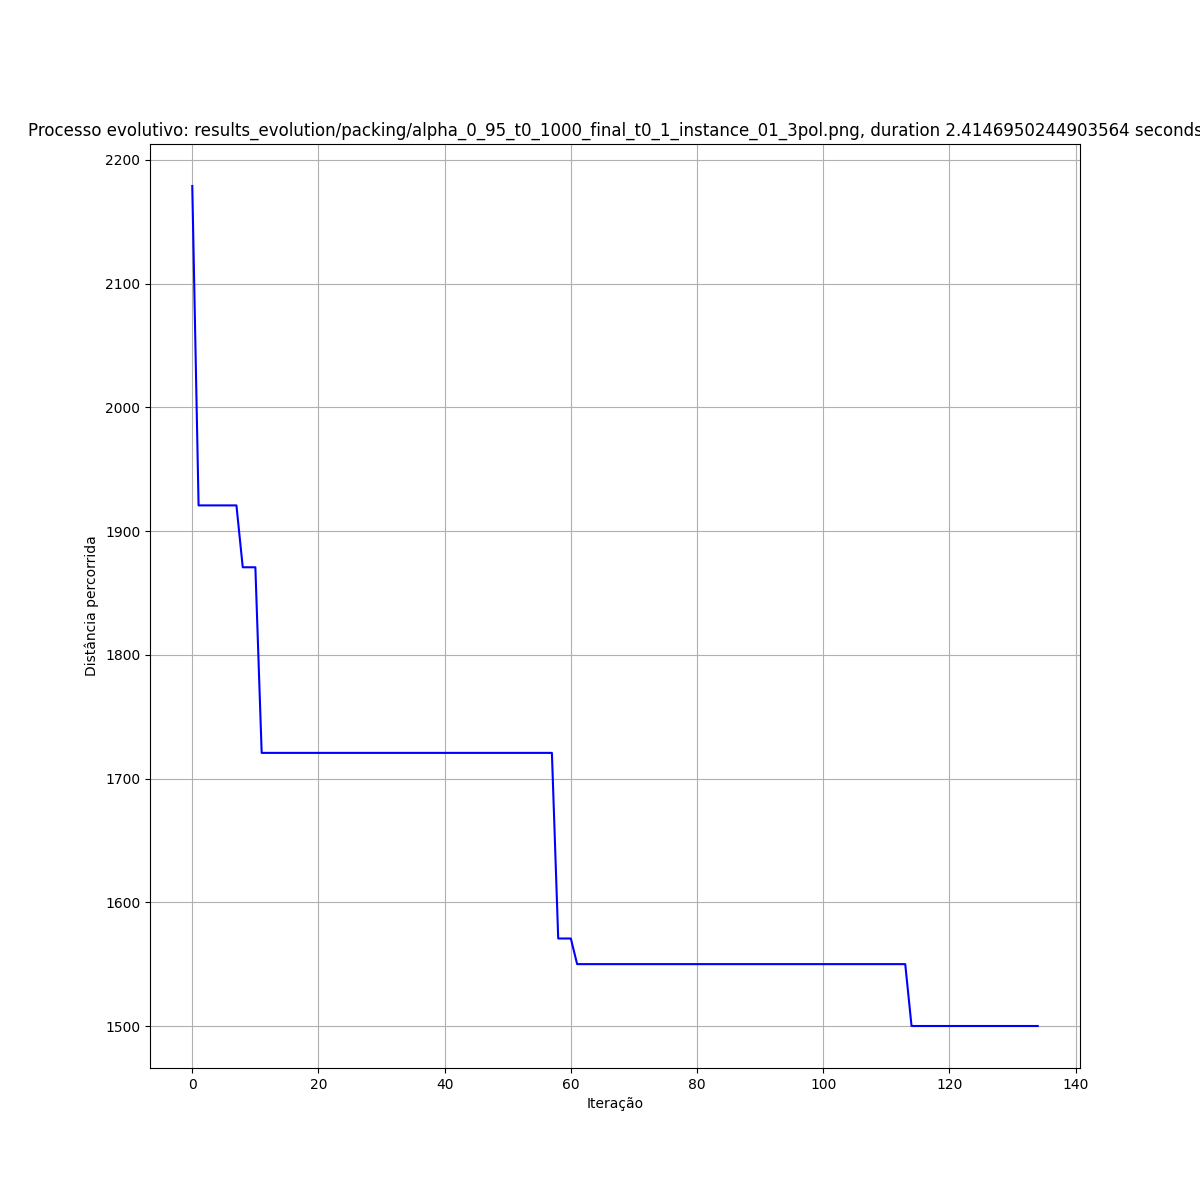 Processo evolutivo: results_evolution/packing/alpha_0_95_t0_1000_final_t0_1_instance_01_3pol.png, duration 2.4146950244903564 seconds
2200
2100
2000
1900
1800
1700
1600
1500
Distância percorrida
0 20 40 60 80 100 120 140
Iteração